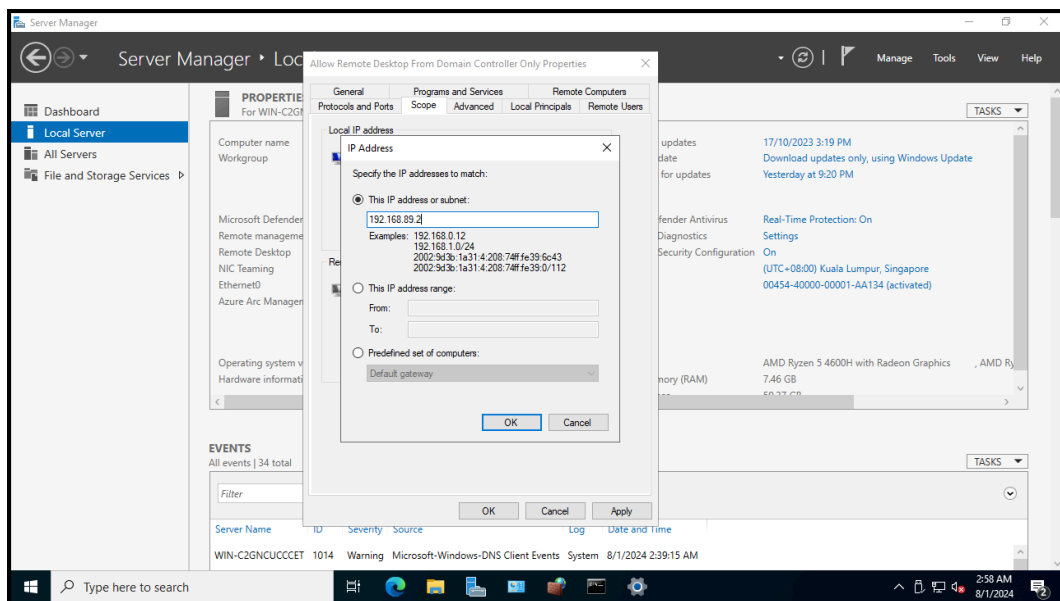 Server Manager
Server Manager • Loc
Manage Tools View Help
Dashboard
Local Server
All Servers
File and Storage Services
PROPERTIE
For WIN-C2GN
TASKS
Computer name
Workgroup
Microsoft Defender
Remote manageme
Remote Desktop
NIC Teaming
Ethernet0
Azure Arc Manager
Operating system v
Hardware informati
updates 17/10/2023 3:19 PM
date Download updates only, using Windows Update
for updates Yesterday at 9:20 PM
fender Antivirus Real-Time Protection: On
Diagnostics Settings
Security Configuration On
(UTC+08:00) Kuala Lumpur, Singapore
00454-40000-00001-AA134 (activated)
AMD Ryzen 5 4600H with Radeon Graphics , AMD Ry
mory (RAM) 7.46 GB
Allow Remote Desktop From Domain Controller Only Properties
General Programs and Services Remote Computers
Protocols and Ports Scope Advanced Local Principals Remote Users
Local IP address
Re
IP Address
Specify the IP addresses to match:
This IP address or subnet:
192.168.89.2
Examples: 192.168.0.12
192.168.1.0/24
2002:9d3b:1a31:4:208:74ff:fe39:6c43
2002:9d3b:1a31:4:208:74ff:fe39:0/112
This IP address range:
From:
To:
Predefined set of computers:
Default gateway
OK Cancel
OK Cancel Apply
EVENTS
All events | 34 total
TASKS
Filter
Server Name ID Severity Source Log Date and Time
WIN-C2GNCUCCCET 1014 Warning Microsoft-Windows-DNS Client Events System 8/1/2024 2:39:15 AM
Type here to search
2:58 AM
8/1/2024
2